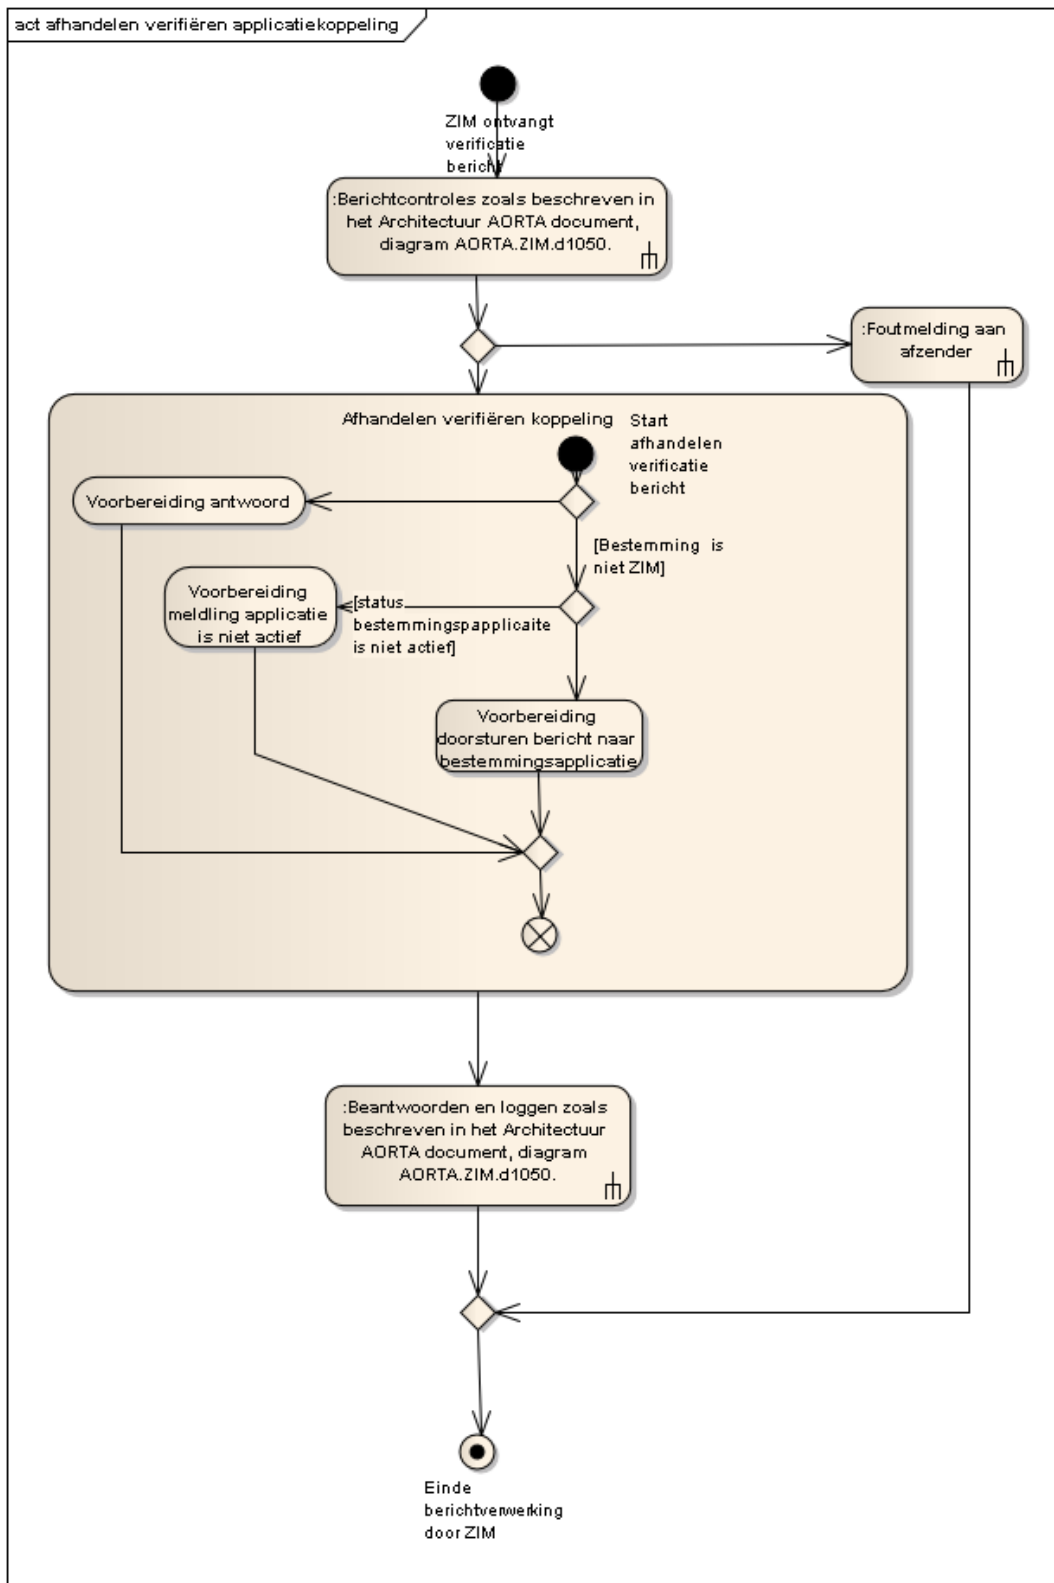 act afhandelen verifiëren applicatiekoppeling
ZIM ontvangt
verificatie
bericht
:Berichtcontroles zoals beschreven in
het Architectuur AORTA document,
diagram AORTA.ZIM.d1050.
:Foutmelding aan
afzender
Afhandelen verifiëren koppeling
Start
afhandelen
verificatie
bericht
Voorbereiding antwoord
[Bestemming is
niet ZIM]
Voorbereiding
meldling applicatie
is niet actief
[status
bestemmingspapplicaite
is niet actief]
Voorbereiding
doorsturen bericht naar
bestemmingsapplicatie
:Beantwoorden en loggen zoals
beschreven in het Architectuur
AORTA document, diagram
AORTA.ZIM.d1050.
Einde
berichtverwerking
door ZIM